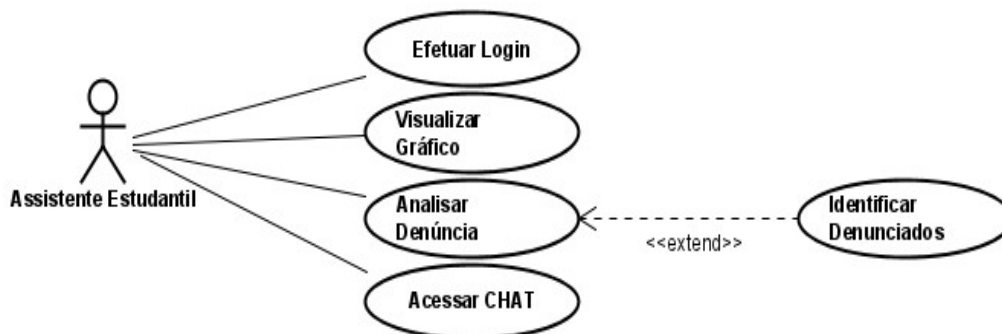 Efetuar Login
Visualizar
Gráfico
Assistente Estudantil
Analisar
Denúncia
<<extend>>
Identificar
Denunciados
Acessar CHAT